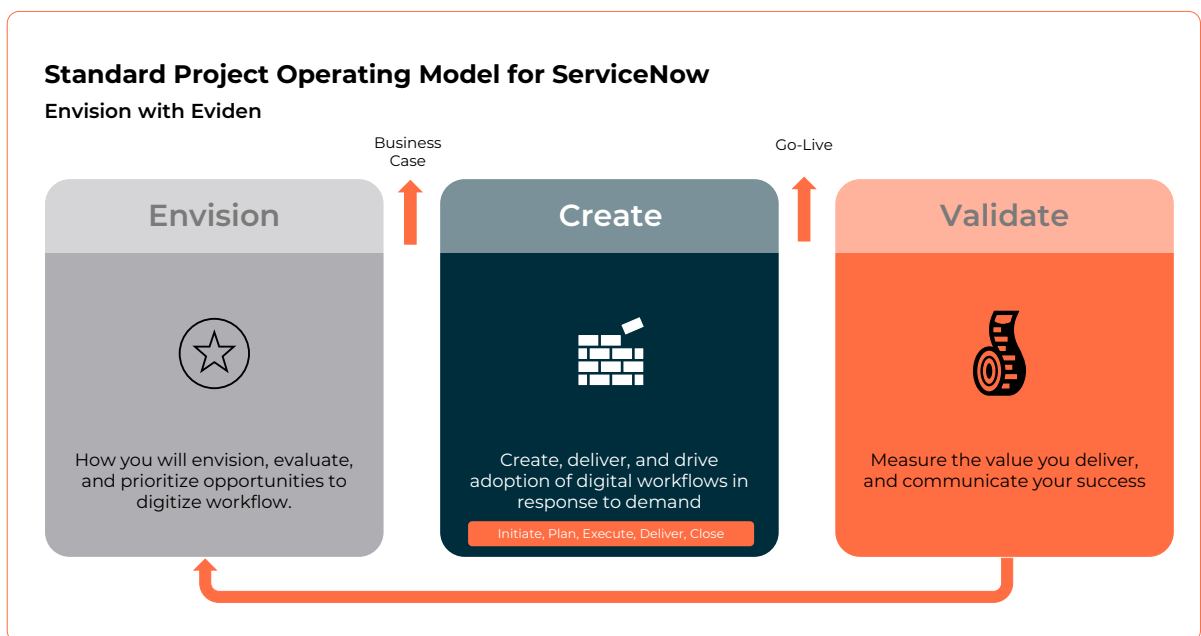 Standard Project Operating Model for ServiceNow
Envision with Eviden
Business
Case
Go-Live
Envision
Create
Validate
How you will envision, evaluate,
and prioritize opportunities to
digitize workflow.
Create, deliver, and drive
adoption of digital workflows in
response to demand
Initiate, Plan, Execute, Deliver, Close
Measure the value you deliver,
and communicate your success